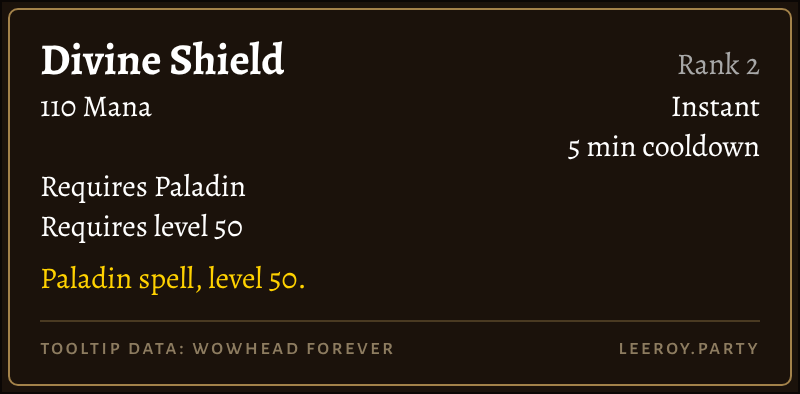 Divine Shield Rank 2
110 Mana Instant
5 min cooldown
Requires Paladin
Requires level 50
Paladin spell, level 50.
TOOLTIP DATA: WOWHEAD FOREVER LEEROY.PARTY